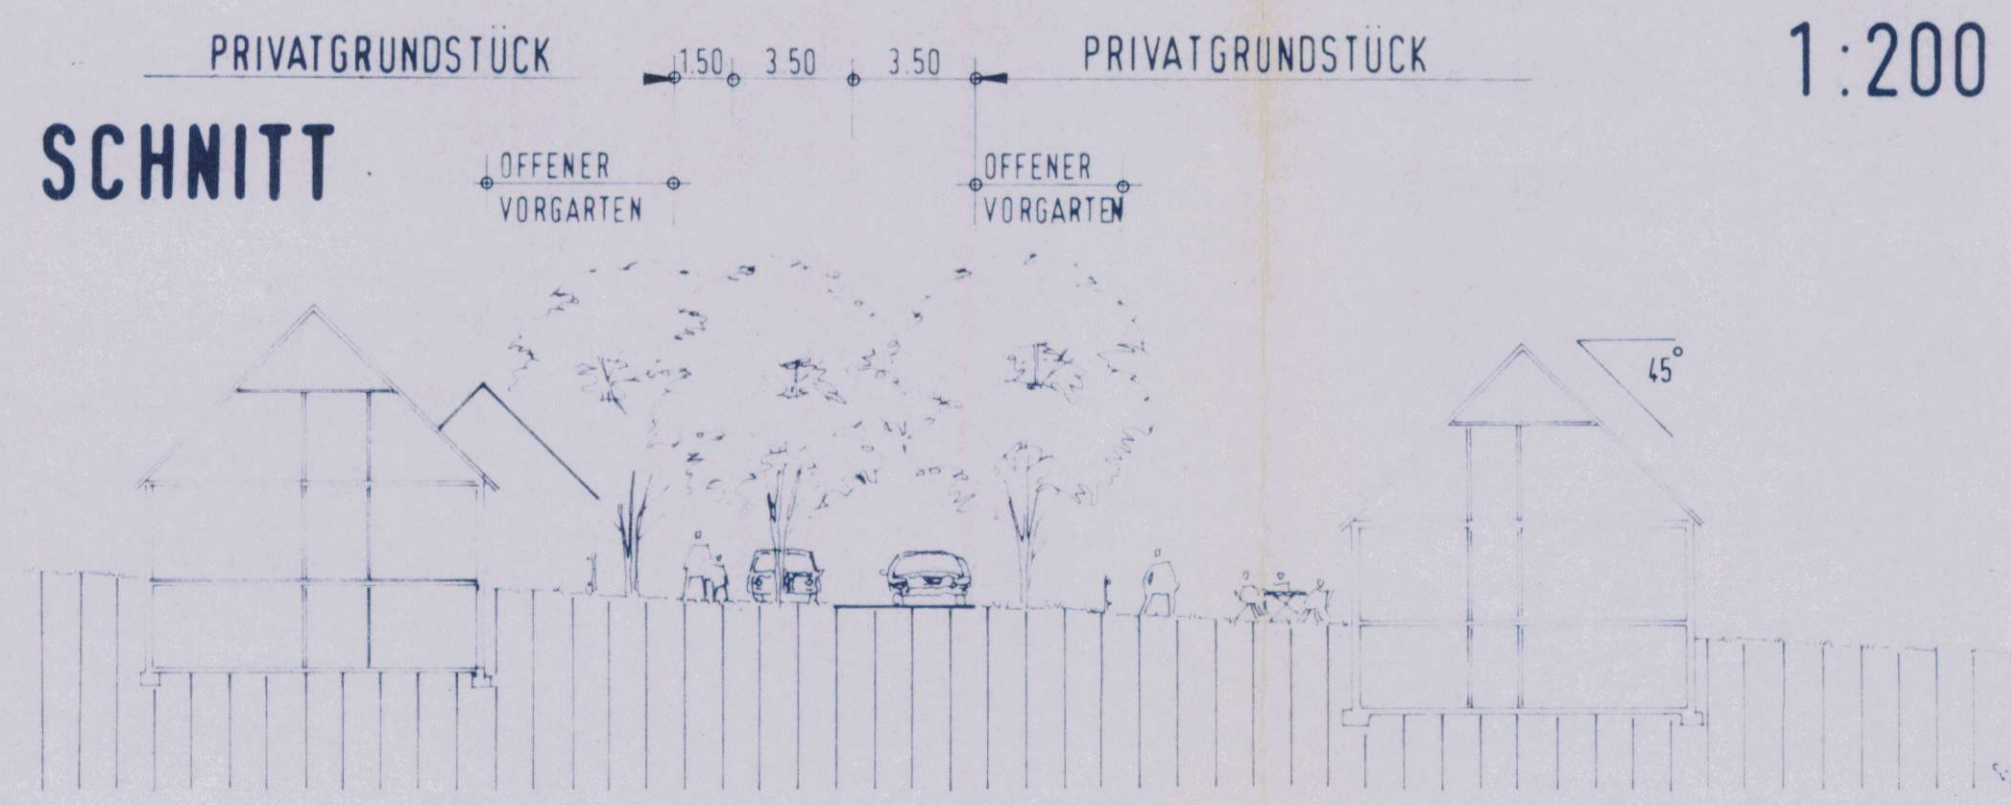 PRIVATGRUNDSTÜCK
1.50 3.50 3.50
PRIVATGRUNDSTÜCK
1:200
SCHNITT
OFFENER
VORGARTEN
OFFENER
VORGARTEN
45°